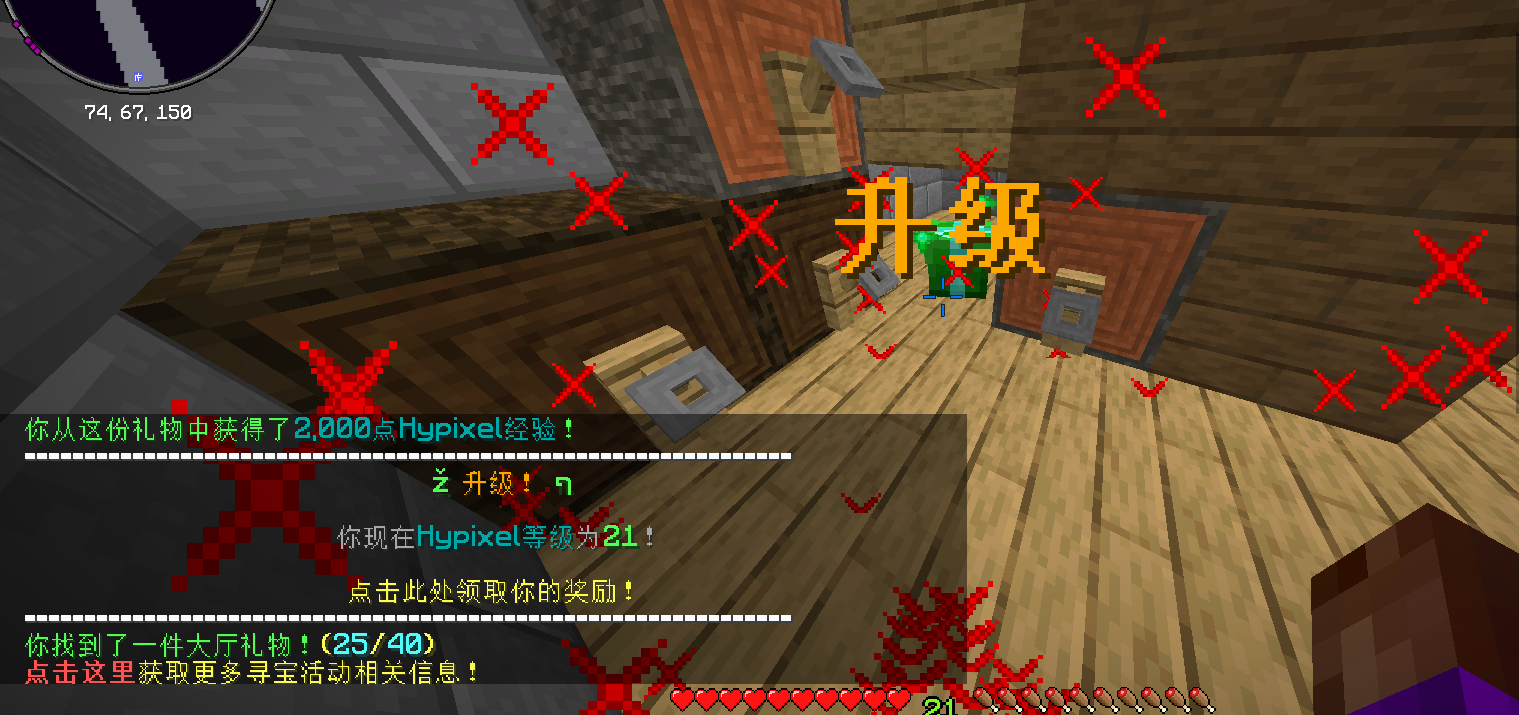 74, 67, 150
升级
你从这份礼物中获得了2,000点Hypixel经验！
ž 升级！ ך
你现在Hypixel等级为21！
点击此处领取你的奖励！
你找到了一件大厅礼物！(25/40)
点击这里获取更多寻宝活动相关信息！
21